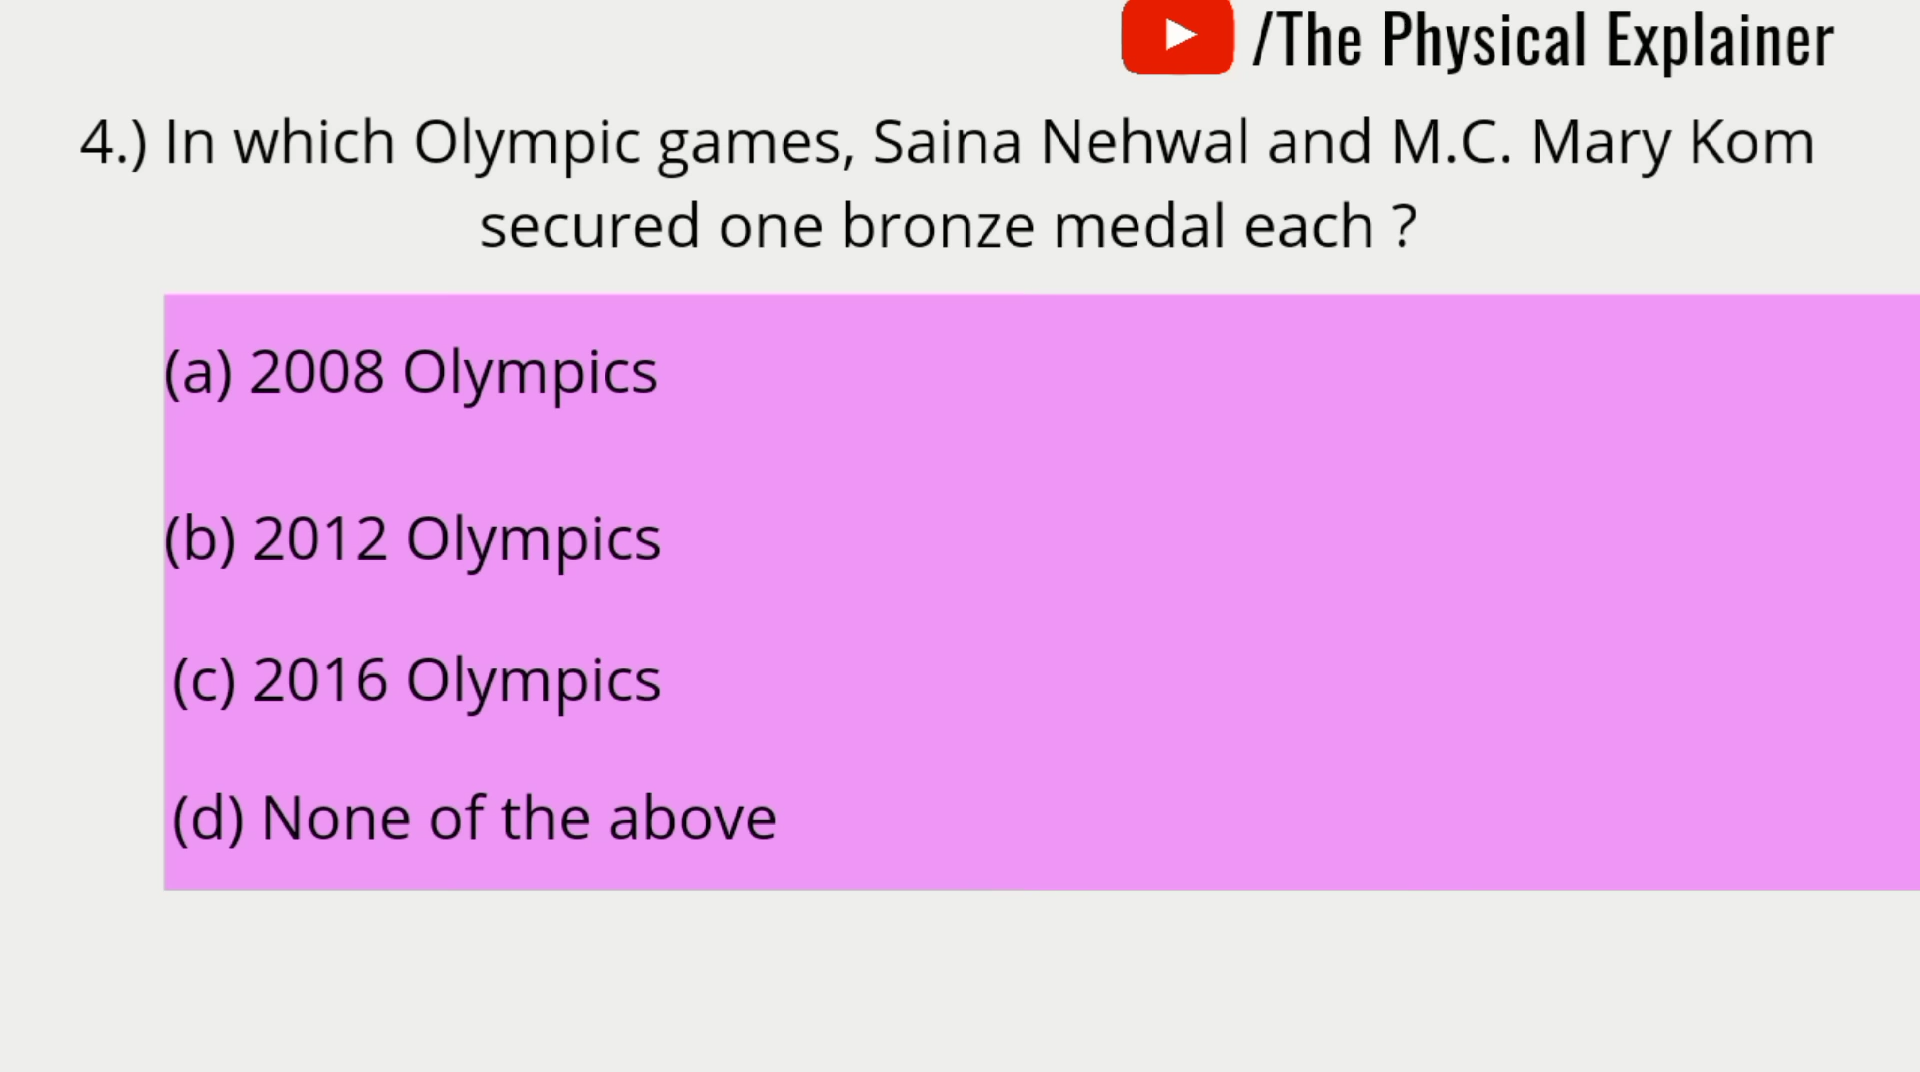 /The Physical Explainer
4.) In which Olympic games, Saina Nehwal and M.C. Mary Kom
secured one bronze medal each ?
(a) 2008 Olympics
(b) 2012 Olympics
(c) 2016 Olympics
(d) None of the above